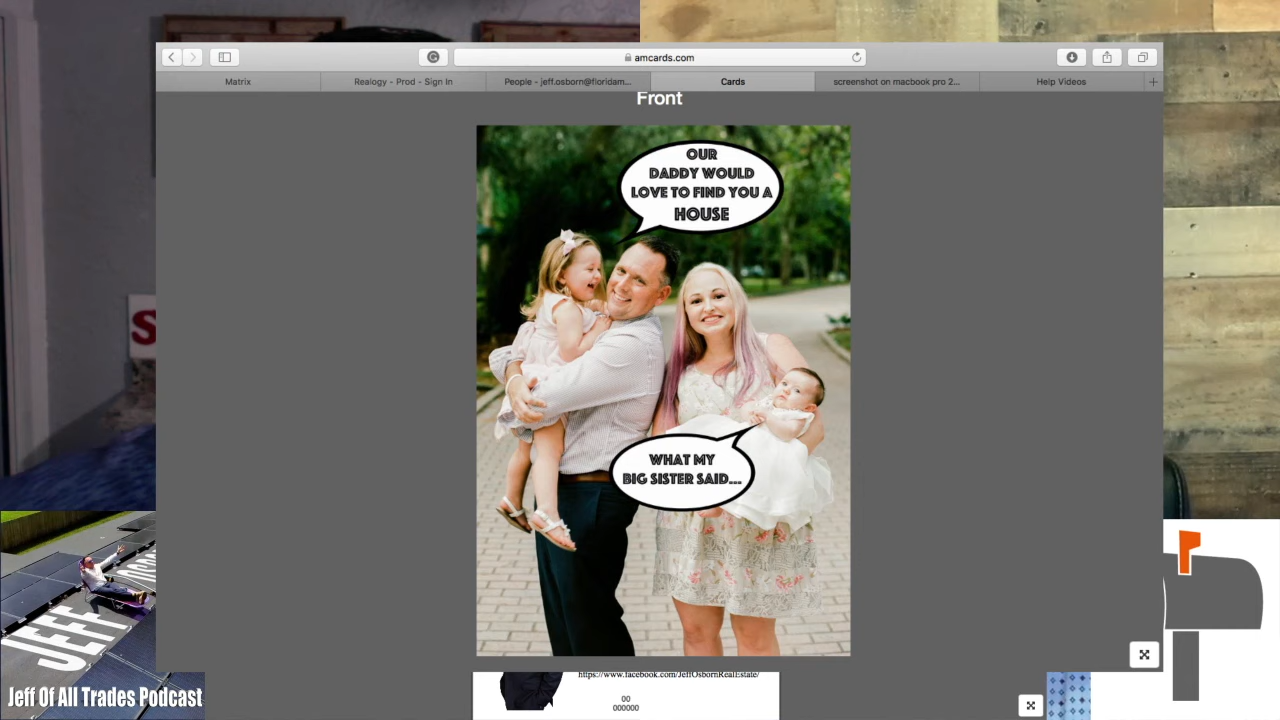 amcards.com
Matrix
Realogy - Prod - Sign In
People - jeff.osborn@floridam...
Cards
screenshot on macbook pro 2...
Help Videos
Front
OUR
DADDY WOULD
LOVE TO FIND YOU A
HOUSE
WHAT MY
BIG SISTER SAID...
S
JEFF
Jeff Of All Trades Podcast
https://www.facebook.com/JeffOsbornRealEstate/
00
000000